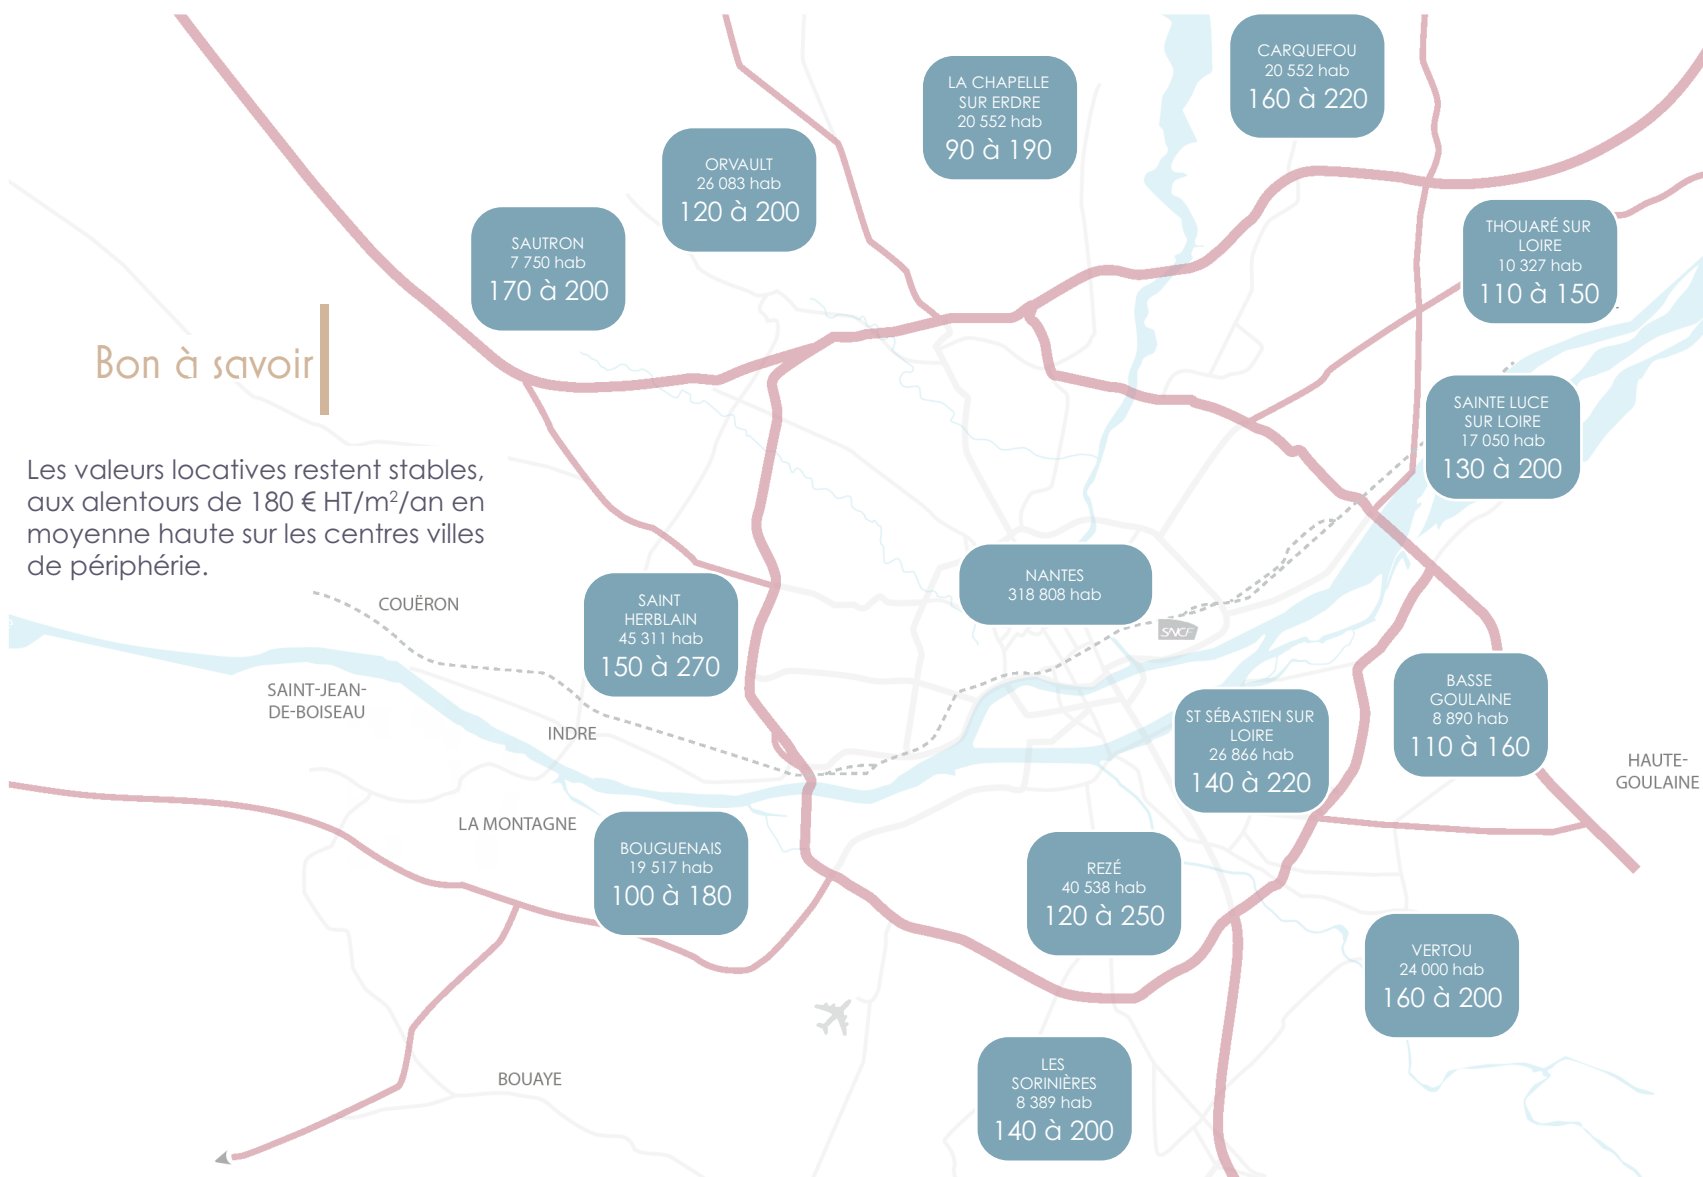 CARQUEFOU
20 552 hab
160 à 220
LA CHAPELLE
SUR ERDRE
20 552 hab
90 à 190
ORVAULT
26 083 hab
120 à 200
SAUTRON
7 750 hab
170 à 200
THOUARÉ SUR
LOIRE
10 327 hab
110 à 150
Bon à savoir
Les valeurs locatives restent stables,
aux alentours de 180 € HT/m²/an en
moyenne haute sur les centres villes
de périphérie.
SAINTE LUCE
SUR LOIRE
17 050 hab
130 à 200
NANTES
318 808 hab
SNCF
COUËRON
SAINT
HERBLAIN
45 311 hab
150 à 270
SAINT-JEAN-
DE-BOISEAU
INDRE
BASSE
GOULAINE
8 890 hab
110 à 160
ST SÉBASTIEN SUR
LOIRE
26 866 hab
140 à 220
HAUTE-
GOULAINE
LA MONTAGNE
BOUGUENAIS
19 517 hab
100 à 180
REZÉ
40 538 hab
120 à 250
VERTOU
24 000 hab
160 à 200
BOUAYE
LES
SORINIÈRES
8 389 hab
140 à 200